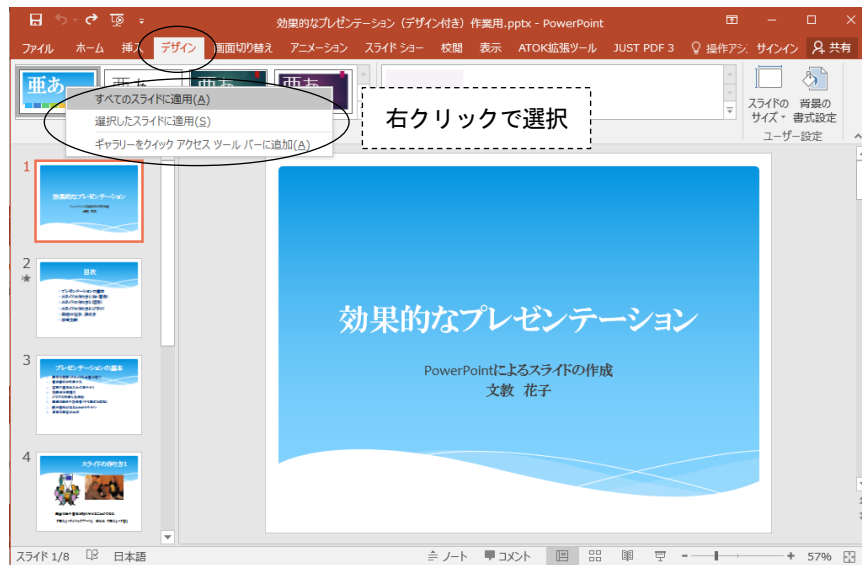 効果的なプレゼンテーション（デザイン付き）作業用.pptx - PowerPoint
ファイル ホーム 挿入 デザイン 画面切り替え アニメーション スライド ショー 校閲 表示 ATOK拡張ツール JUST PDF 3 操作アシ サインイン 共有
亜あ
すべてのスライドに適用(A)
選択したスライドに適用(S)
ギャラリーをクイック アクセス ツール バーに追加(A)
右クリックで選択
スライドの サイズ
背景の 書式設定
ユーザー設定
1
効果的なプレゼンテーション
2
目次
3
プレゼンテーションの基本
4
スライドの作り方1
効果的なプレゼンテーション
PowerPointによるスライドの作成
文教 花子
スライド 1/8 日本語 ノート コメント 57%